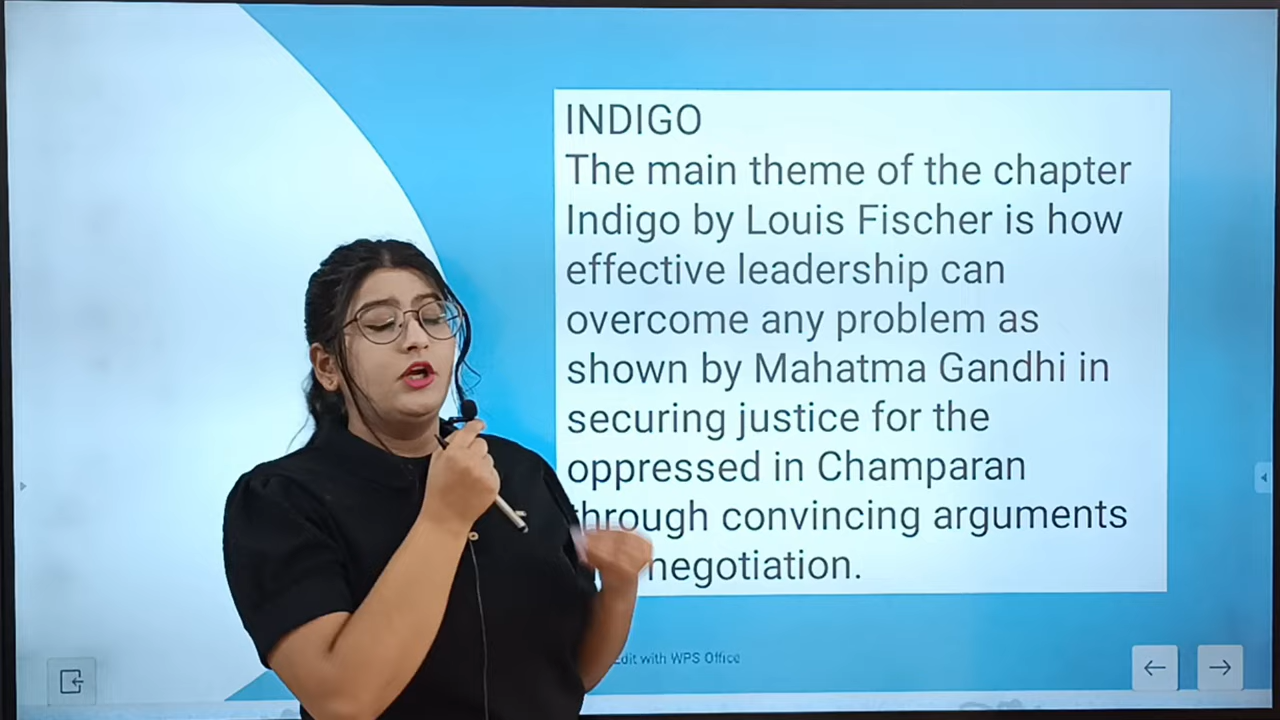 INDIGO
The main theme of the chapter
Indigo by Louis Fischer is how
effective leadership can
overcome any problem as
shown by Mahatma Gandhi in
securing justice for the
oppressed in Champaran
through convincing arguments
negotiation.
Edit with WPS Office